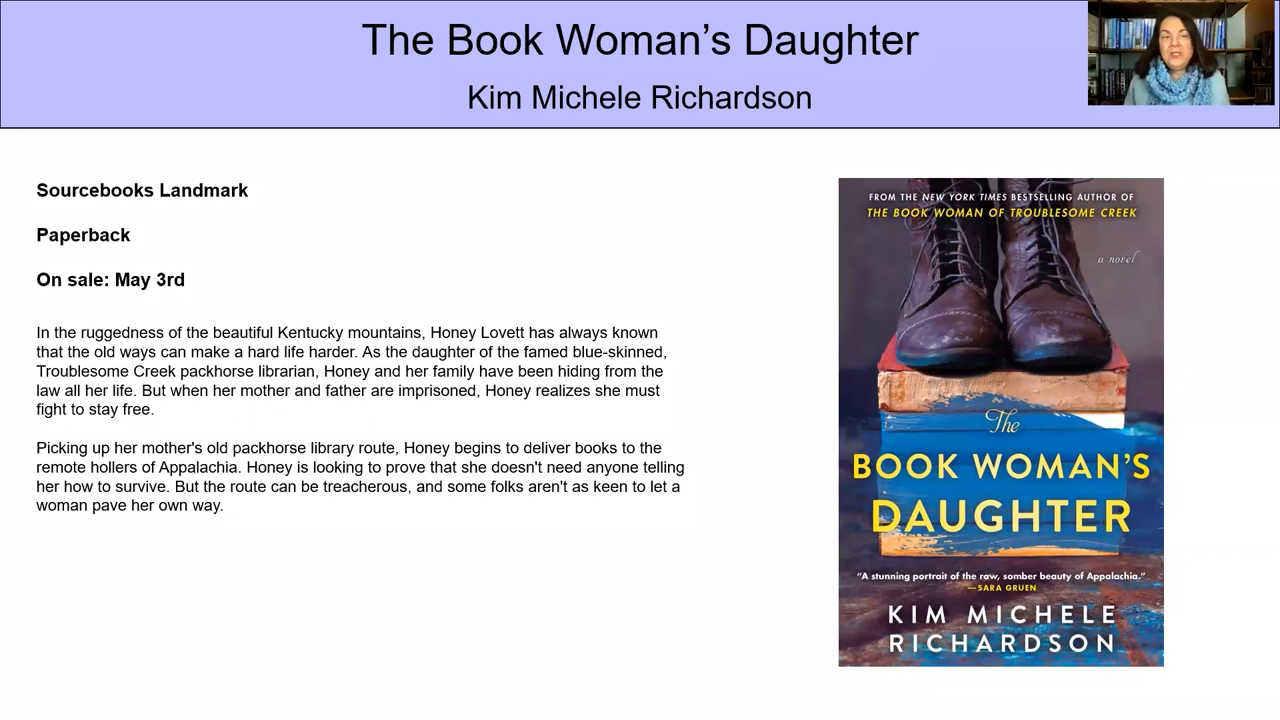 The Book Woman’s Daughter
Kim Michele Richardson
Sourcebooks Landmark
Paperback
On sale: May 3rd
In the ruggedness of the beautiful Kentucky mountains, Honey Lovett has always known
that the old ways can make a hard life harder. As the daughter of the famed blue-skinned,
Troublesome Creek packhorse librarian, Honey and her family have been hiding from the
law all her life. But when her mother and father are imprisoned, Honey realizes she must
fight to stay free.
Picking up her mother's old packhorse library route, Honey begins to deliver books to the
remote hollers of Appalachia. Honey is looking to prove that she doesn't need anyone telling
her how to survive. But the route can be treacherous, and some folks aren't as keen to let a
woman pave her own way.
FROM THE NEW YORK TIMES BESTSELLING AUTHOR OF
THE BOOK WOMAN OF TROUBLESOME CREEK
a novel
The
BOOK WOMAN’S
DAUGHTER
“A stunning portrait of the raw, somber beauty of Appalachia.”
—SARA GRUEN
KIM MICHELE
RICHARDSON